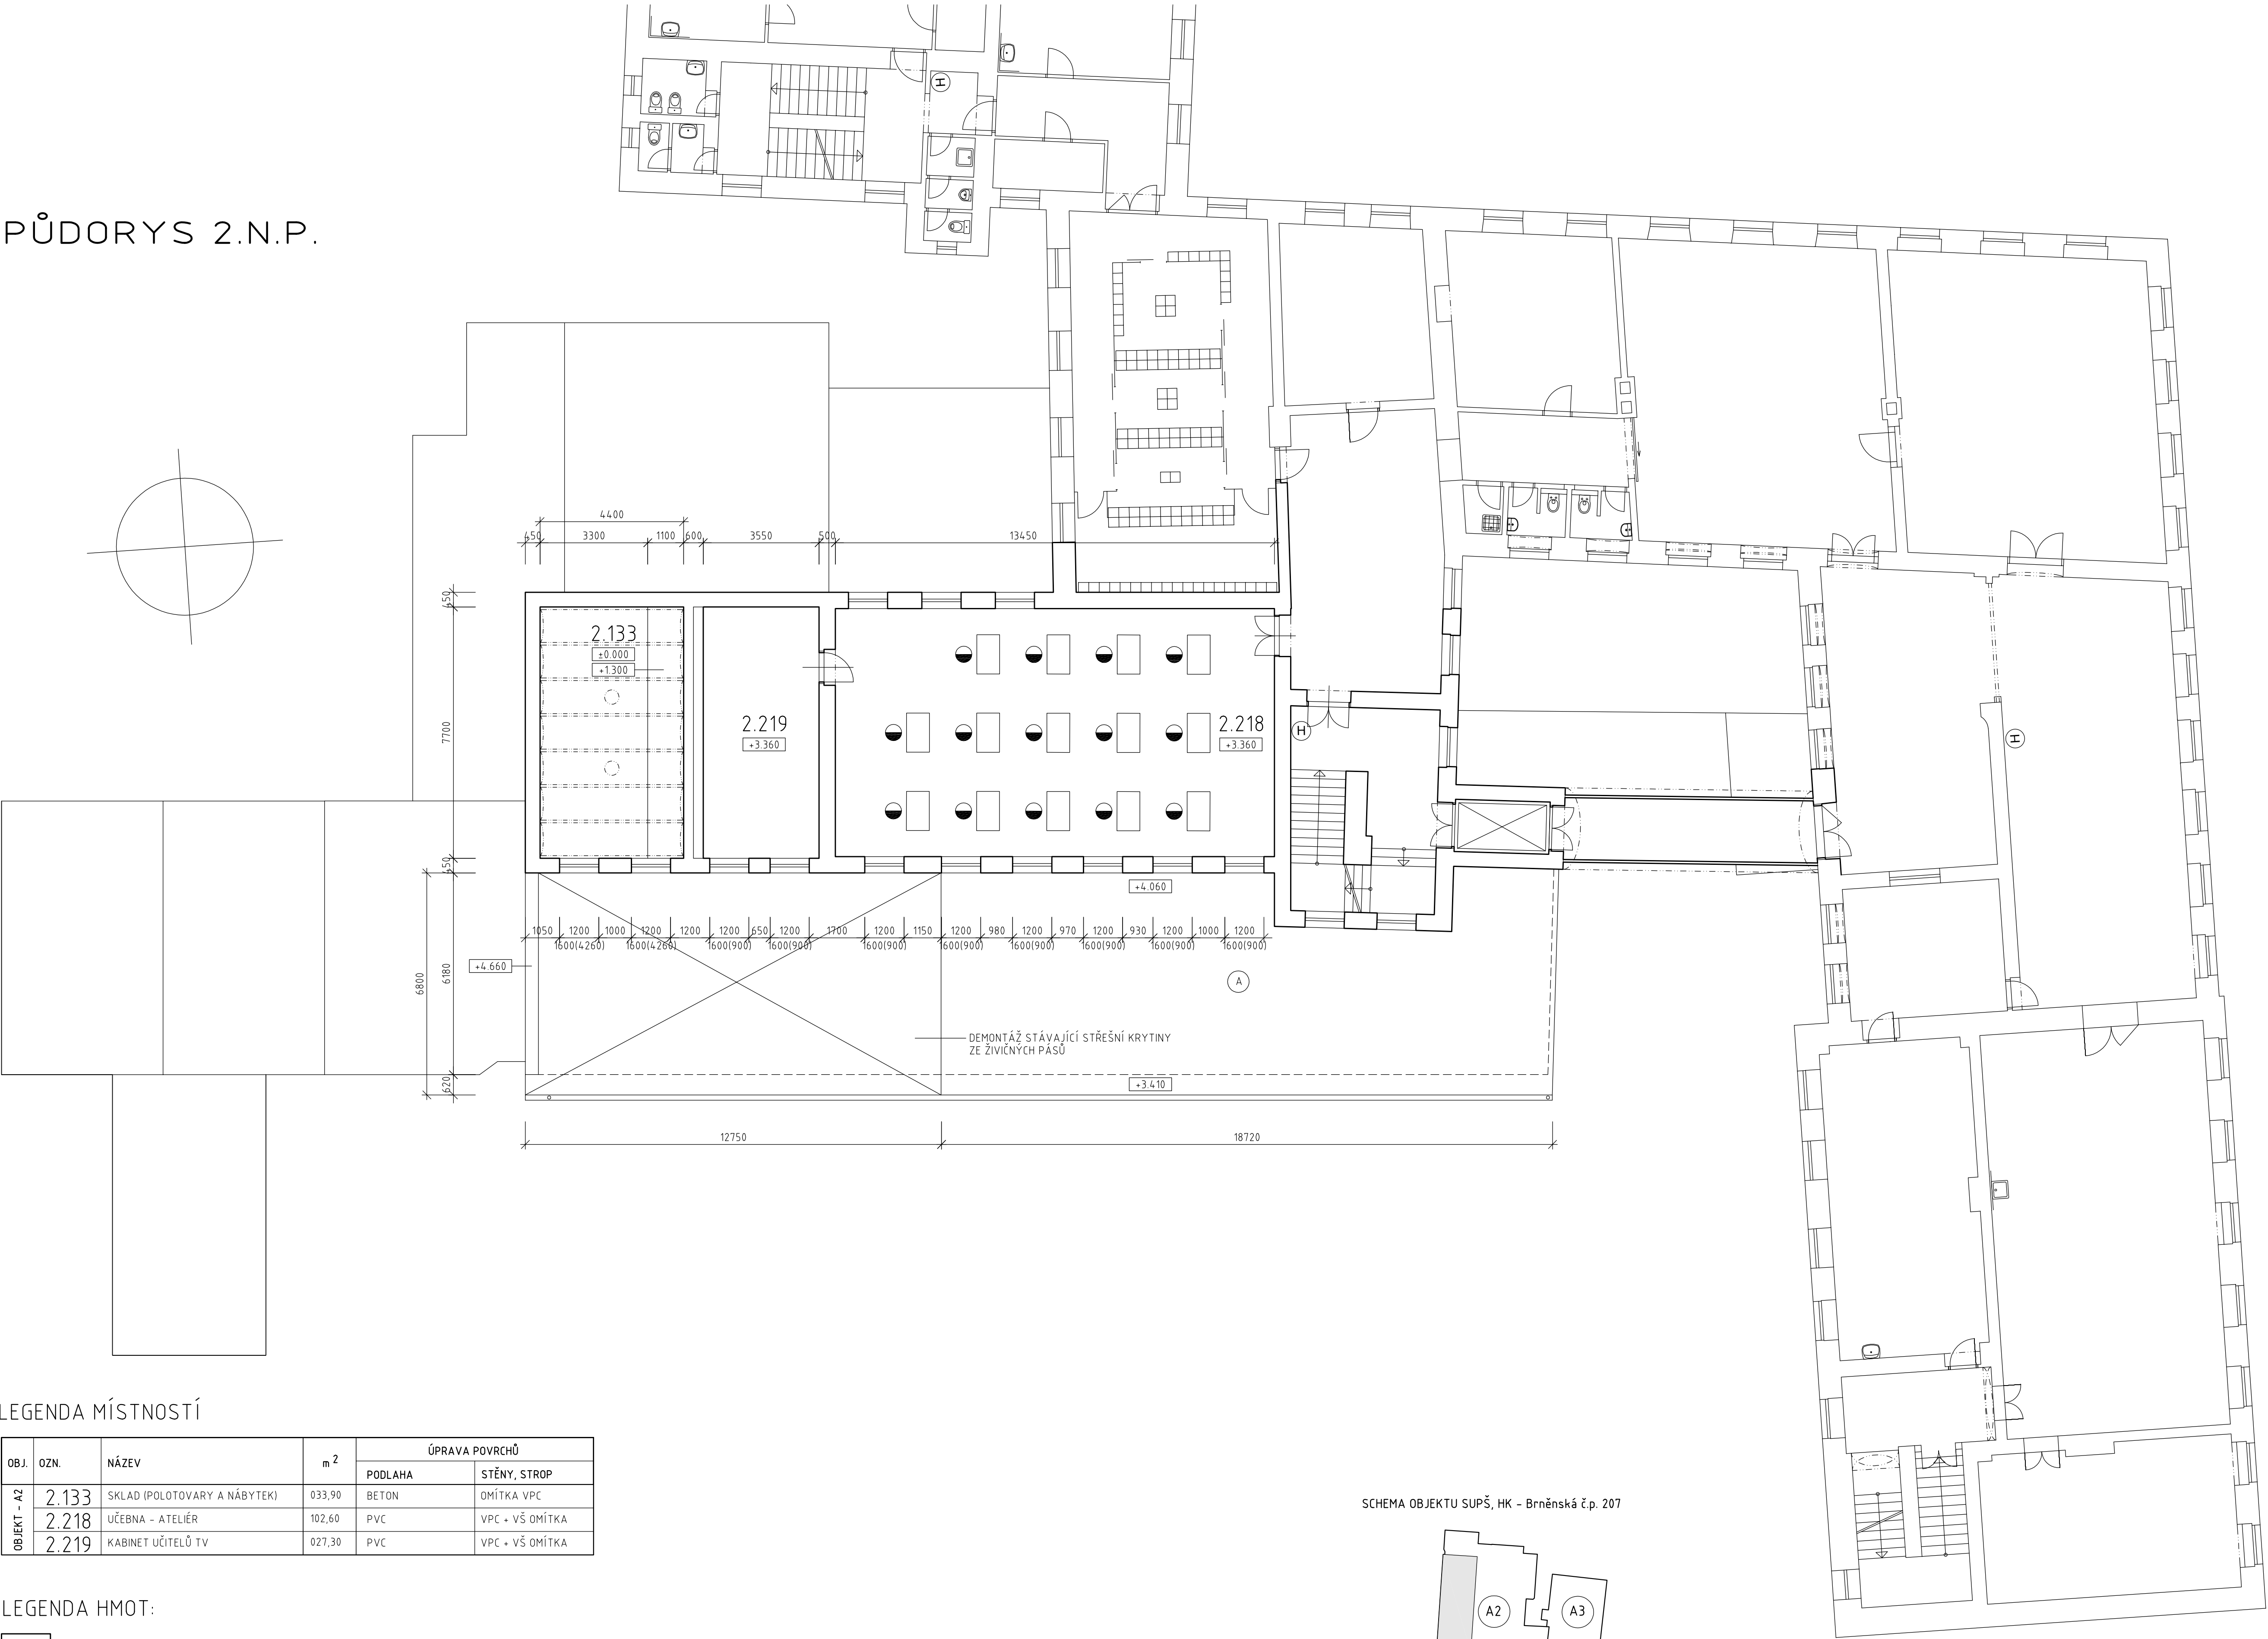 H
PŮDORYS 2.N.P.
4400
450 3300 1100 600 3550 500 13450
450
7700
450
2.133
±0.000
+1.300
2.219
+3.360
2.218
+3.360
H
H
+4.060
1050 1200 1000 1200 1200 1200 650 1200 1700 1200 1150 1200 980 1200 970 1200 930 1200 1000 1200
1600(4260) 1600(4260) 1600(900) 1600(900) 1600(900) 1600(900) 1600(900) 1600(900) 1600(900) 1600(900)
+4.660
6800
6180
620
A
DEMONTÁŽ STÁVAJÍCÍ STŘEŠNÍ KRYTINY
ZE ŽIVIČNÝCH PÁSŮ
+3.410
12750 18720
LEGENDA MÍSTNOSTÍ
OBJ. OZN. NÁZEV m 2 ÚPRAVA POVRCHŮ
PODLAHA STĚNY, STROP
OBJEKT - A2
2.133 SKLAD (POLOTOVARY A NÁBYTEK) 033,90 BETON OMÍTKA VPC
2.218 UČEBNA - ATELIÉR 102,60 PVC VPC + VŠ OMÍTKA
2.219 KABINET UČITELŮ TV 027,30 PVC VPC + VŠ OMÍTKA
LEGENDA HMOT:
SCHEMA OBJEKTU SUPŠ, HK - Brněnská č.p. 207
A2
A3